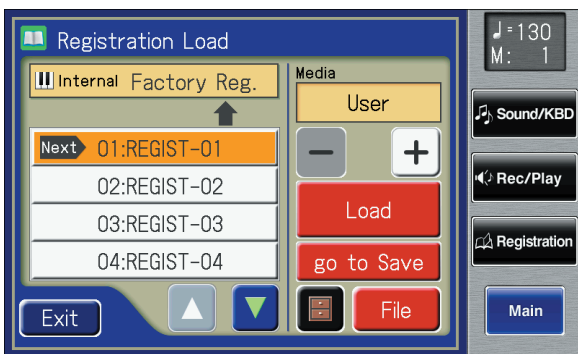 Registration Load
Internal Factory Reg.
Next 01:REGIST-01
02:REGIST-02
03:REGIST-03
04:REGIST-04
Exit
Media
User
− +
Load
go to Save
File
♩=130
M: 1
Sound/KBD
Rec/Play
Registration
Main